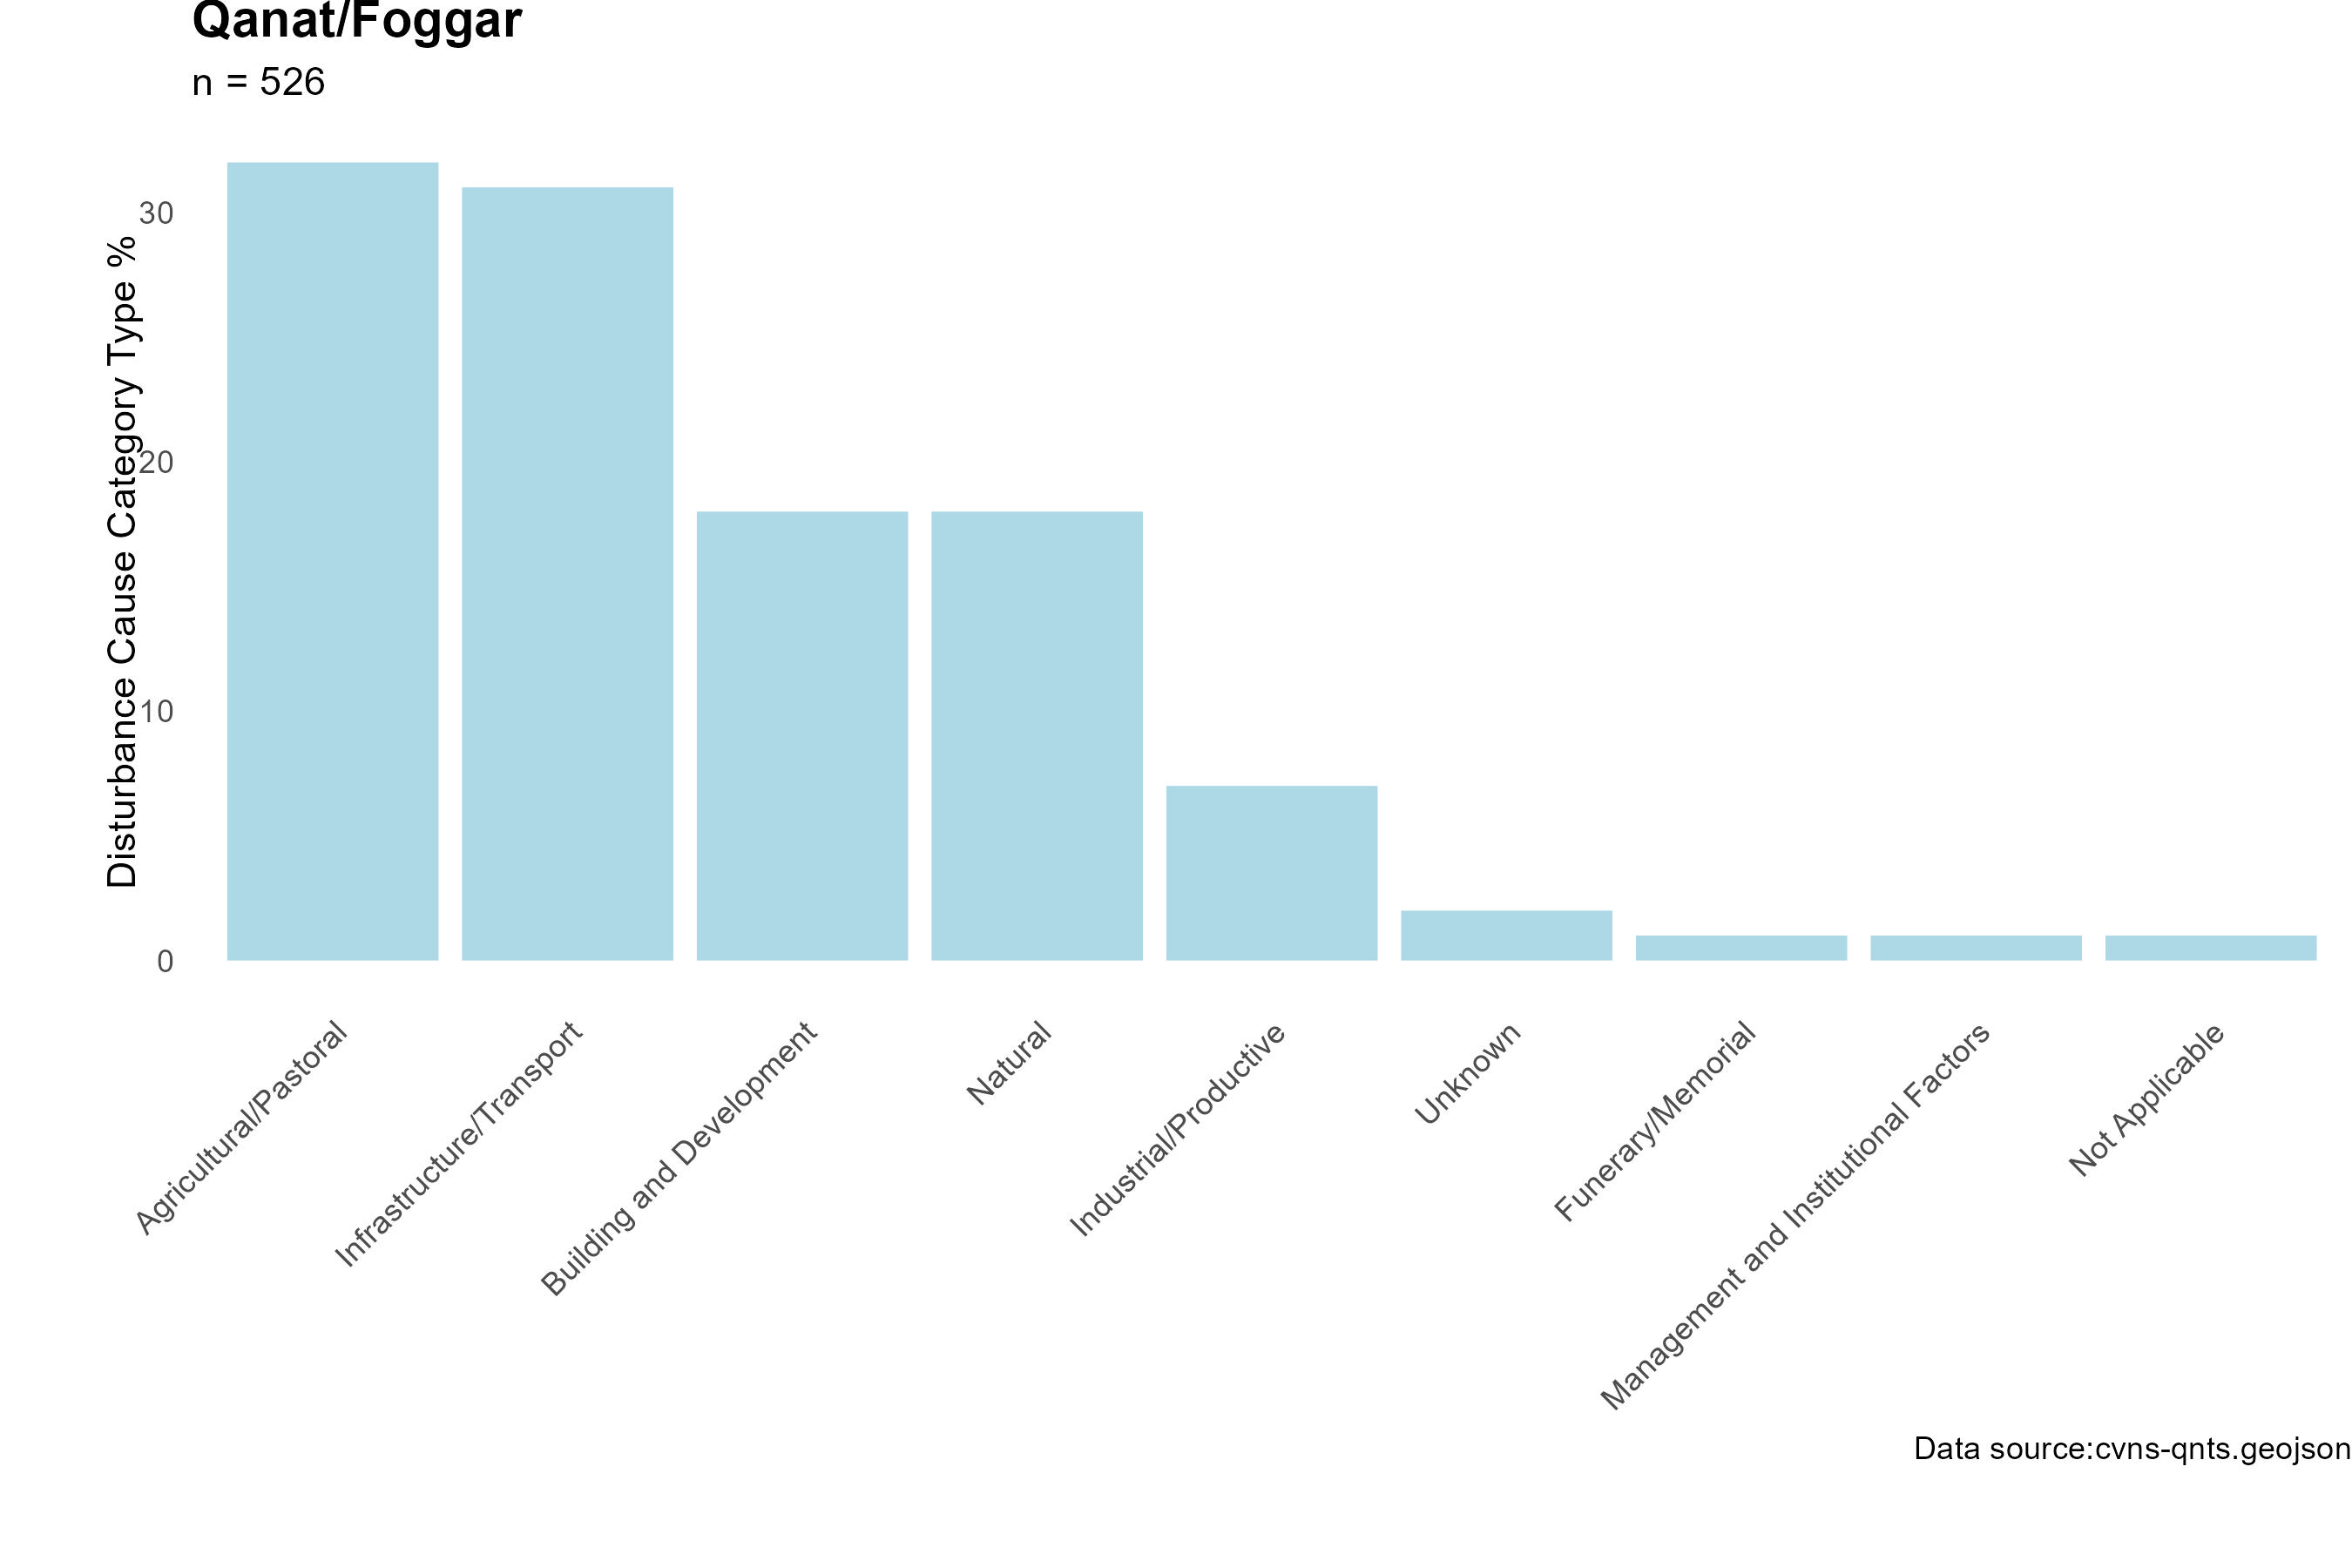 Qanat/Foggar
n = 526
Disturbance Cause Category Type %
30
20
10
0
Agricultural/Pastoral
Infrastructure/Transport
Building and Development
Natural
Industrial/Productive
Unknown
Funerary/Memorial
Management and Institutional Factors
Not Applicable
Data source:cvns-qnts.geojson